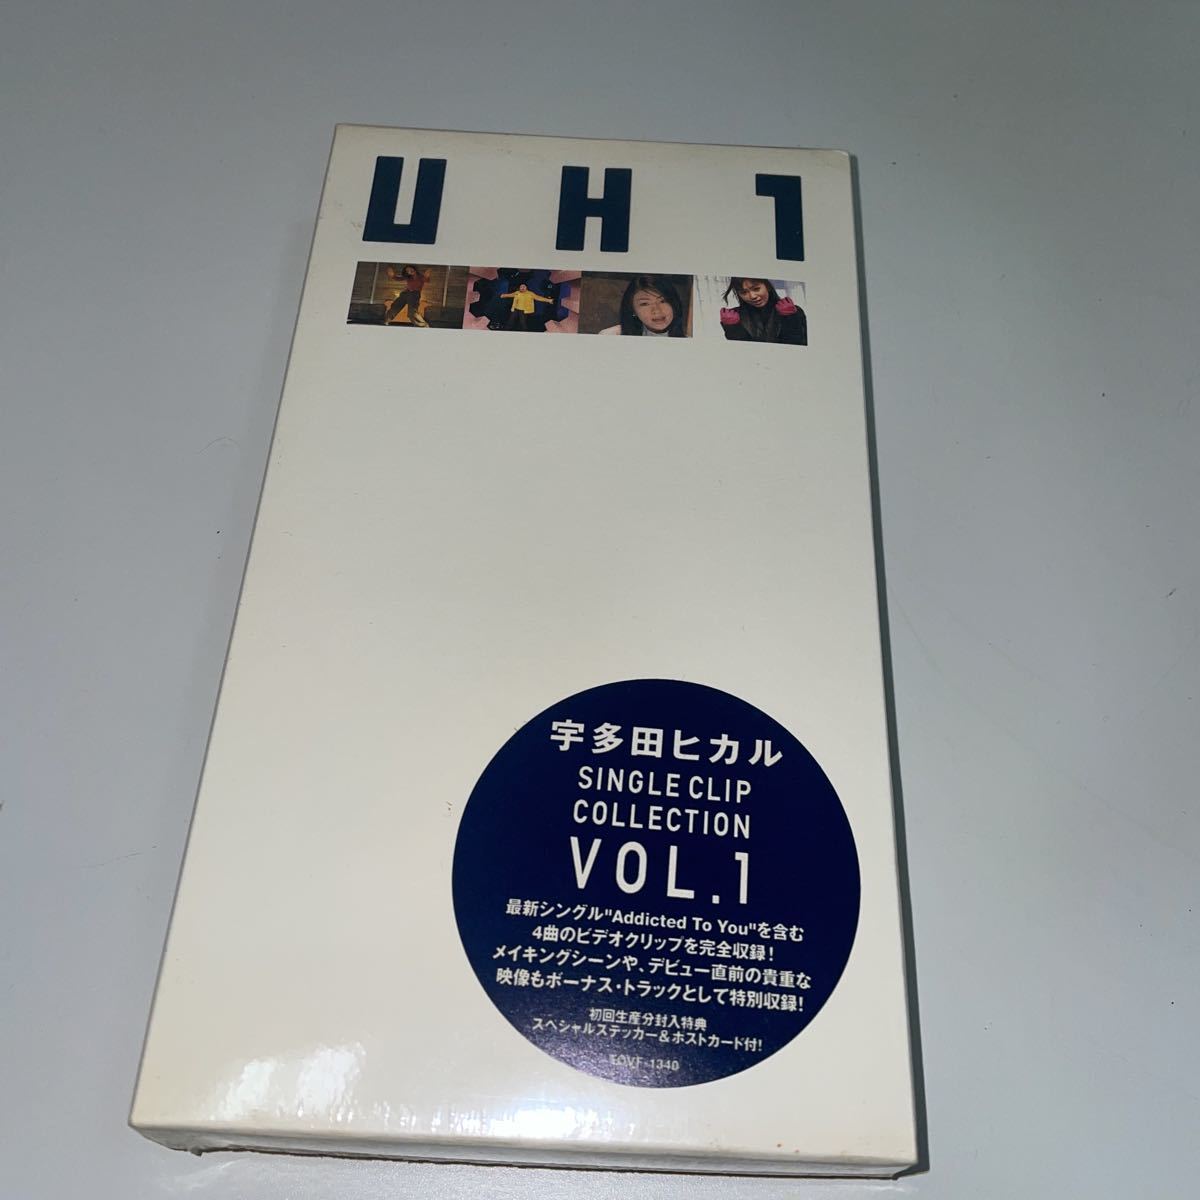 UH1
宇多田ヒカル
SINGLE CLIP
COLLECTION
VOL.1
最新シングル"Addicted To You"を含む
4曲のビデオクリップを完全収録!
メイキングシーンや、デビュー直前の貴重な
映像もボーナス・トラックとして特別収録!
初回生産分封入特典
スペシャルステッカー&ポストカード付!
TOVF-1340